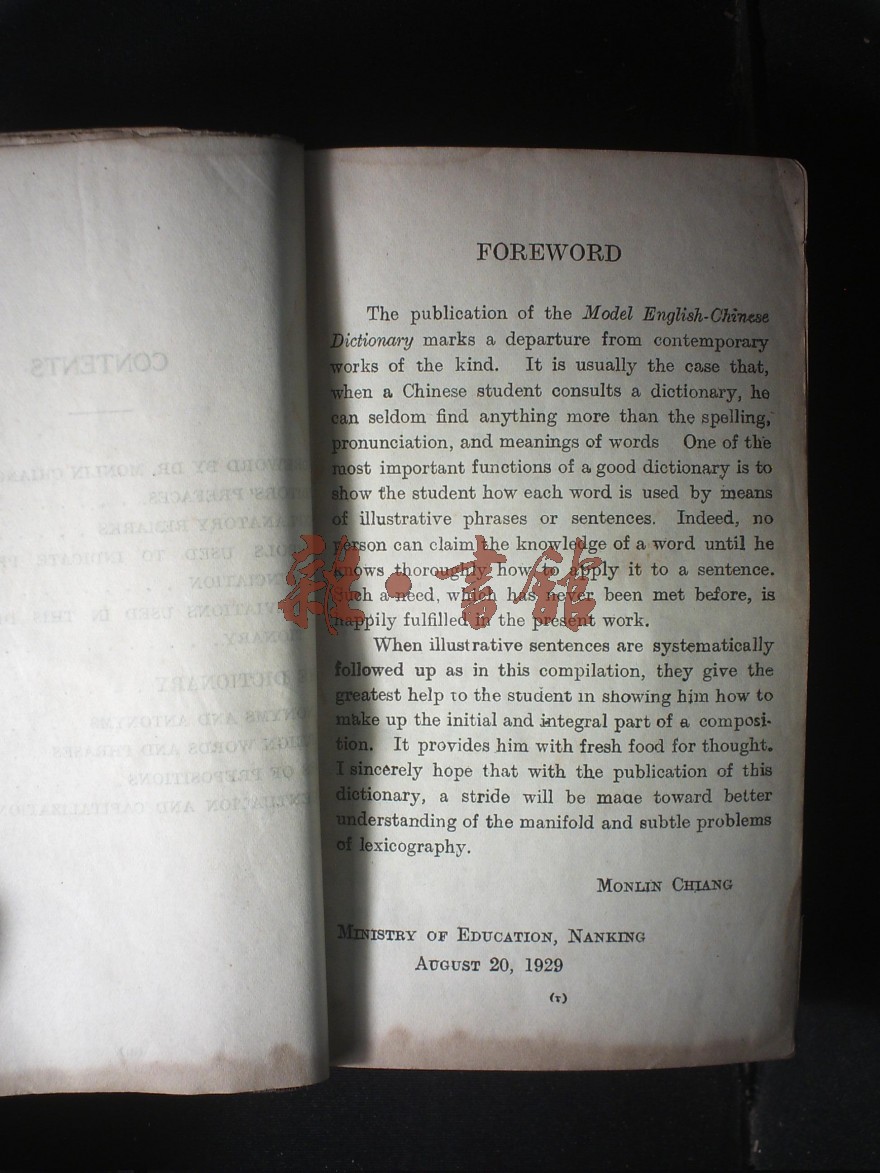 FOREWORD
The publication of the Model English-Chinese
Dictionary marks a departure from contemporary
works of the kind. It is usually the case that,
when a Chinese student consults a dictionary, he
can seldom find anything more than the spelling,
pronunciation, and meanings of words One of the
most important functions of a good dictionary is to
show the student how each word is used by means
of illustrative phrases or sentences. Indeed, no
person can claim the knowledge of a word until he
knows thoroughly how to apply it to a sentence.
Such a need, which has never been met before, is
happily fulfilled in the present work.
When illustrative sentences are systematically
followed up as in this compilation, they give the
greatest help to the student in showing him how to
make up the initial and integral part of a composi-
tion. It provides him with fresh food for thought.
I sincerely hope that with the publication of this
dictionary, a stride will be made toward better
understanding of the manifold and subtle problems
of lexicography.
MONLIN CHIANG
MINISTRY OF EDUCATION, NANKING
AUGUST 20, 1929
(I)
雜·書館
CONTENTS